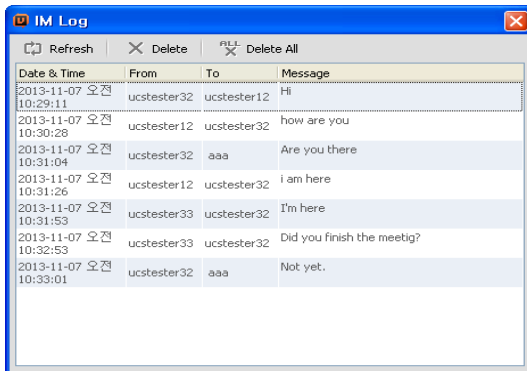 IM Log
Refresh Delete ALL Delete All
Date & Time From To Message
2013-11-07 오전 10:29:11 ucstester32 ucstester12 Hi
2013-11-07 오전 10:30:28 ucstester12 ucstester32 how are you
2013-11-07 오전 10:31:04 ucstester32 aaa Are you there
2013-11-07 오전 10:31:26 ucstester12 ucstester32 i am here
2013-11-07 오전 10:31:53 ucstester33 ucstester32 I'm here
2013-11-07 오전 10:32:53 ucstester33 ucstester32 Did you finish the meetig?
2013-11-07 오전 10:33:01 ucstester32 aaa Not yet.